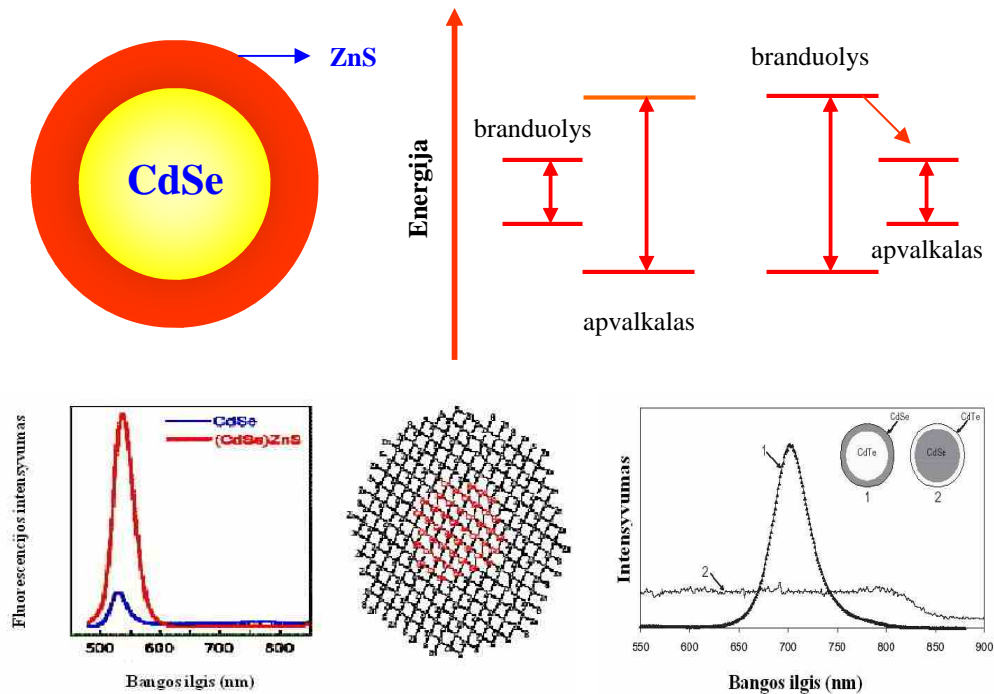 ZnS
CdSe
Energija
branduolys
apvalkalas
branduolys
apvalkalas
Fluorescencijos intensyvumas
CdSe
(CdSe)ZnS
500 600 700 800
Bangos ilgis (nm)
Intensyvumas
CdSe
CdTe
CdTe
CdSe
1
2
1
2
550 600 650 700 750 800 850 900
Bangos ilgis (nm)